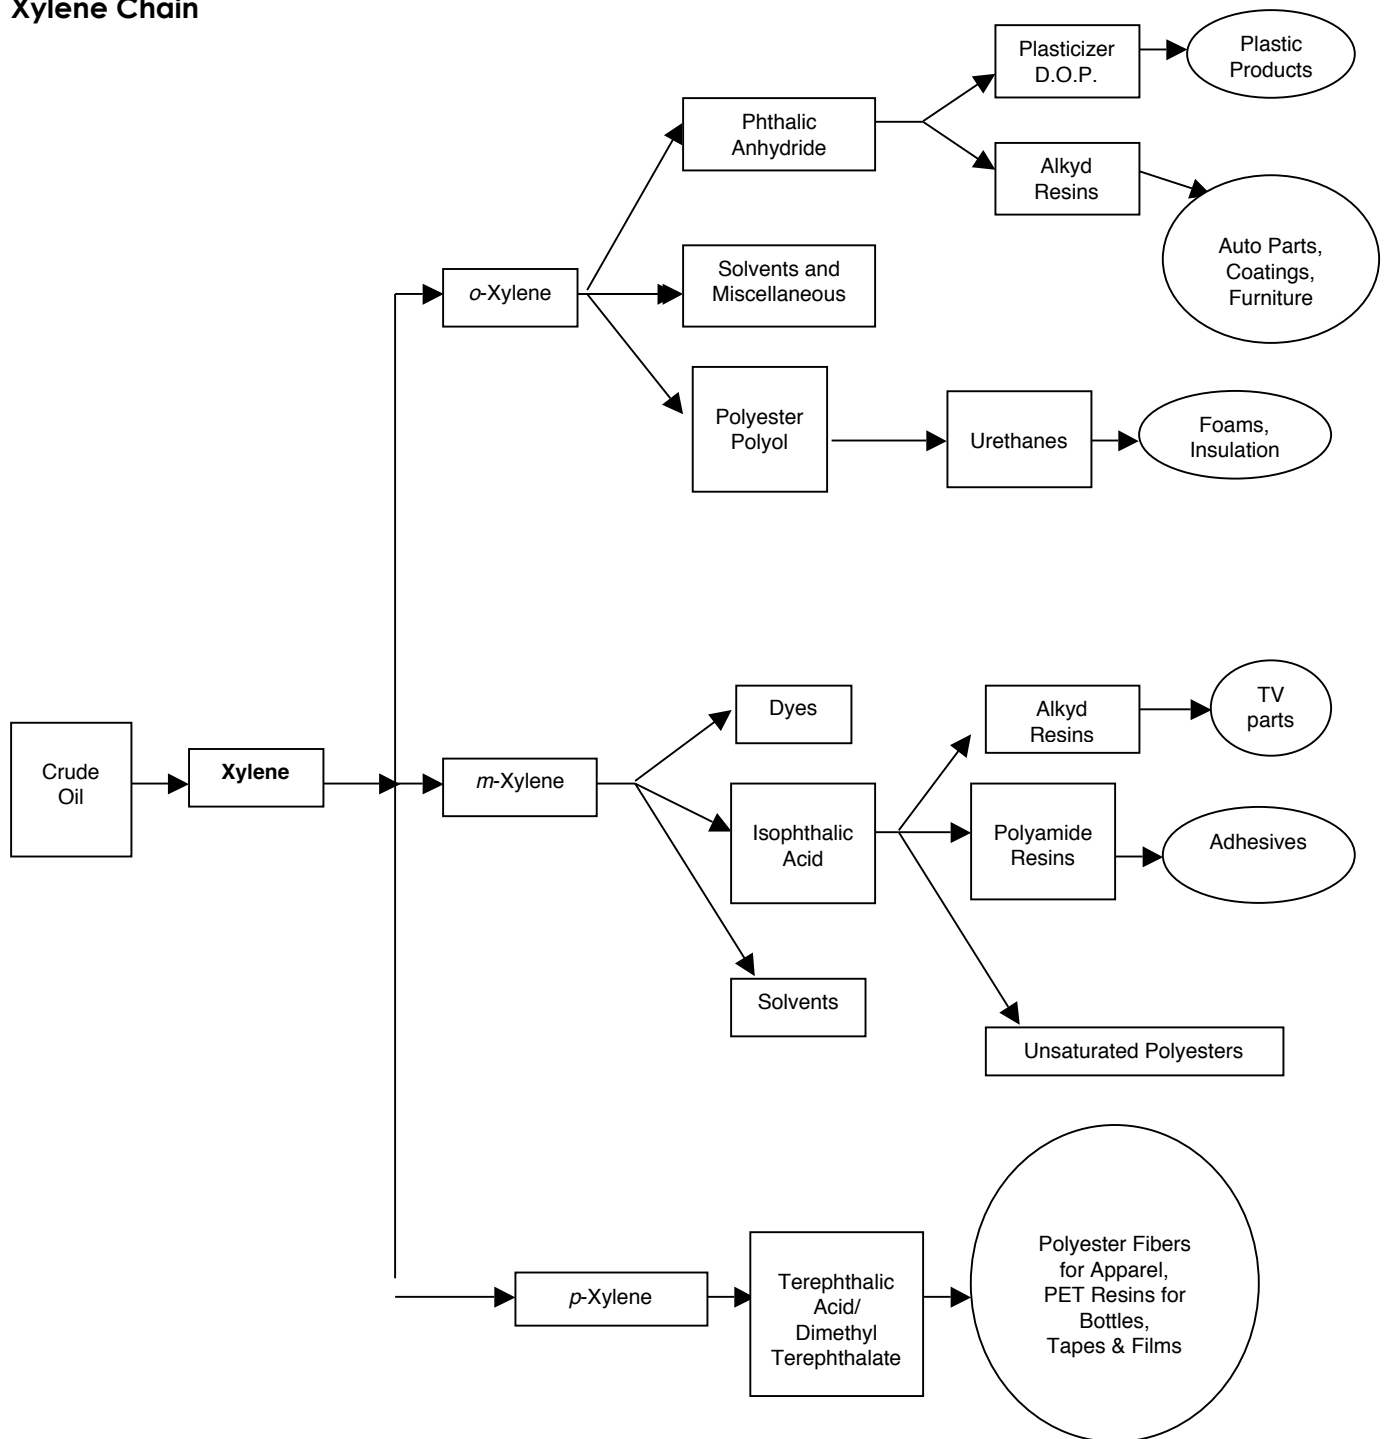 Xylene Chain
Plasticizer
D.O.P.
Plastic
Products
Phthalic
Anhydride
Alkyd
Resins
Auto Parts,
Coatings,
Furniture
o-Xylene
Solvents and
Miscellaneous
Polyester
Polyol
Urethanes
Foams,
Insulation
Crude
Oil
Xylene
m-Xylene
Dyes
Isophthalic
Acid
Solvents
Alkyd
Resins
TV
parts
Polyamide
Resins
Adhesives
Unsaturated Polyesters
p-Xylene
Terephthalic
Acid/
Dimethyl
Terephthalate
Polyester Fibers
for Apparel,
PET Resins for
Bottles,
Tapes & Films